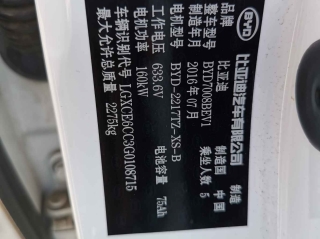 BYD
比亚迪汽车有限公司 制造
品牌 比亚迪 制造国 中国
整车型号 BYD7008BEV1 乘坐人数 5
制造年月 2016年07月
电机型号 BYD-2217TZ-XS-B
工作电压 633.6V 电池容量 75Ah
160kW
车辆识别代号 LGXCE6CC3G0108715
最大允许总质量 2275kg